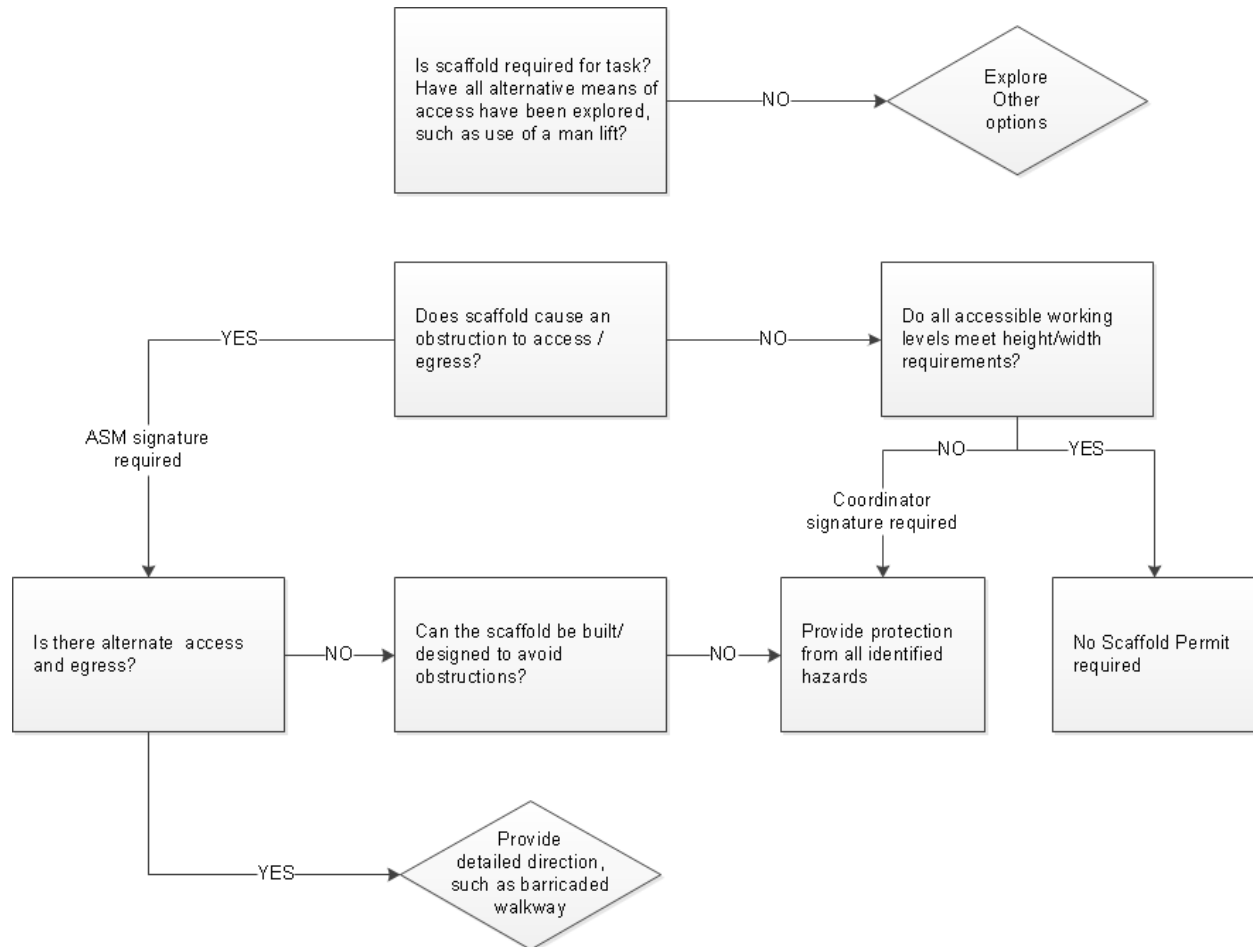 Is scaffold required for task?
Have all alternative means of
access have been explored,
such as use of a man lift?
NO
Explore
Other
options
Does scaffold cause an
obstruction to access /
egress?
YES
NO
Do all accessible working
levels meet height/width
requirements?
ASM signature
required
NO
YES
Coordinator
signature required
Is there alternate access
and egress?
NO
Can the scaffold be built/
designed to avoid
obstructions?
NO
Provide protection
from all identified
hazards
No Scaffold Permit
required
YES
Provide
detailed direction,
such as barricaded
walkway